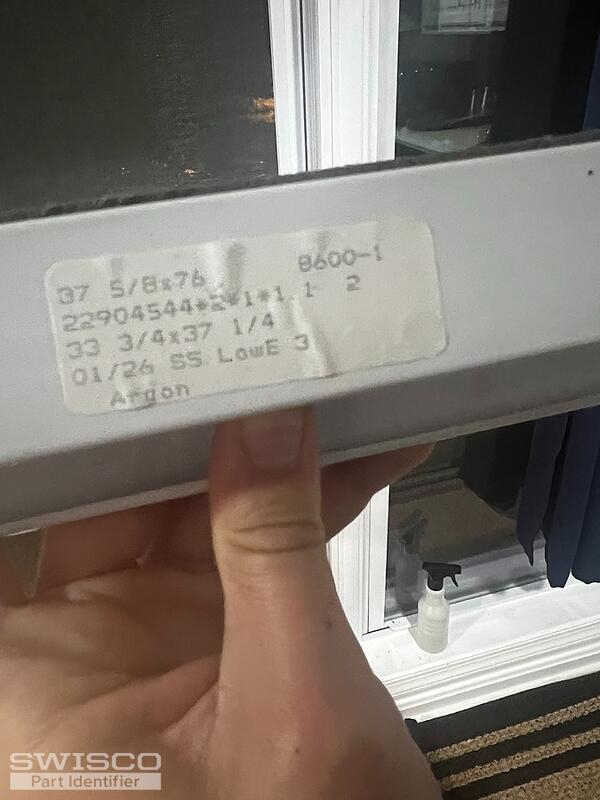 37 5/8x76 8600-1
22904544*2*1*1.1 2
33 3/4x37 1/4
01/26 SS LowE 3
Argon
SWISCO
Part Identifier